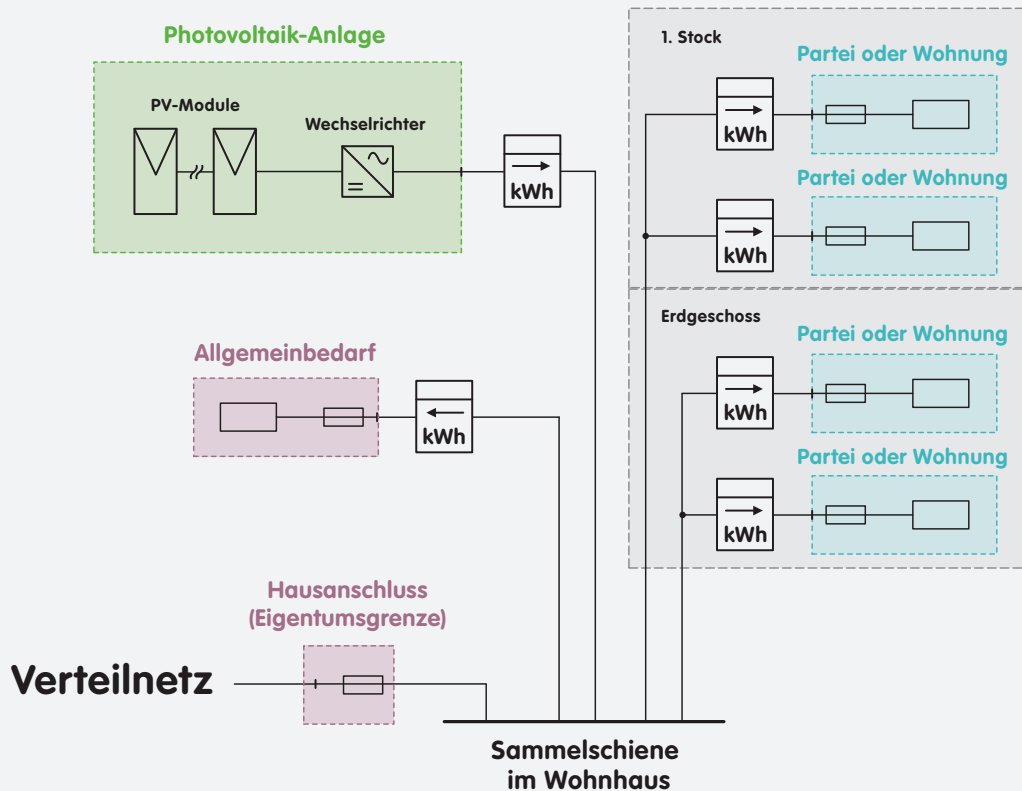 Photovoltaik-Anlage
PV-Module
Wechselrichter
kWh
1. Stock
Partei oder Wohnung
kWh
Partei oder Wohnung
kWh
Erdgeschoss
Partei oder Wohnung
kWh
Partei oder Wohnung
kWh
Allgemeinbedarf
kWh
Hausanschluss
(Eigentumsgrenze)
Verteilnetz
Sammelschiene
im Wohnhaus